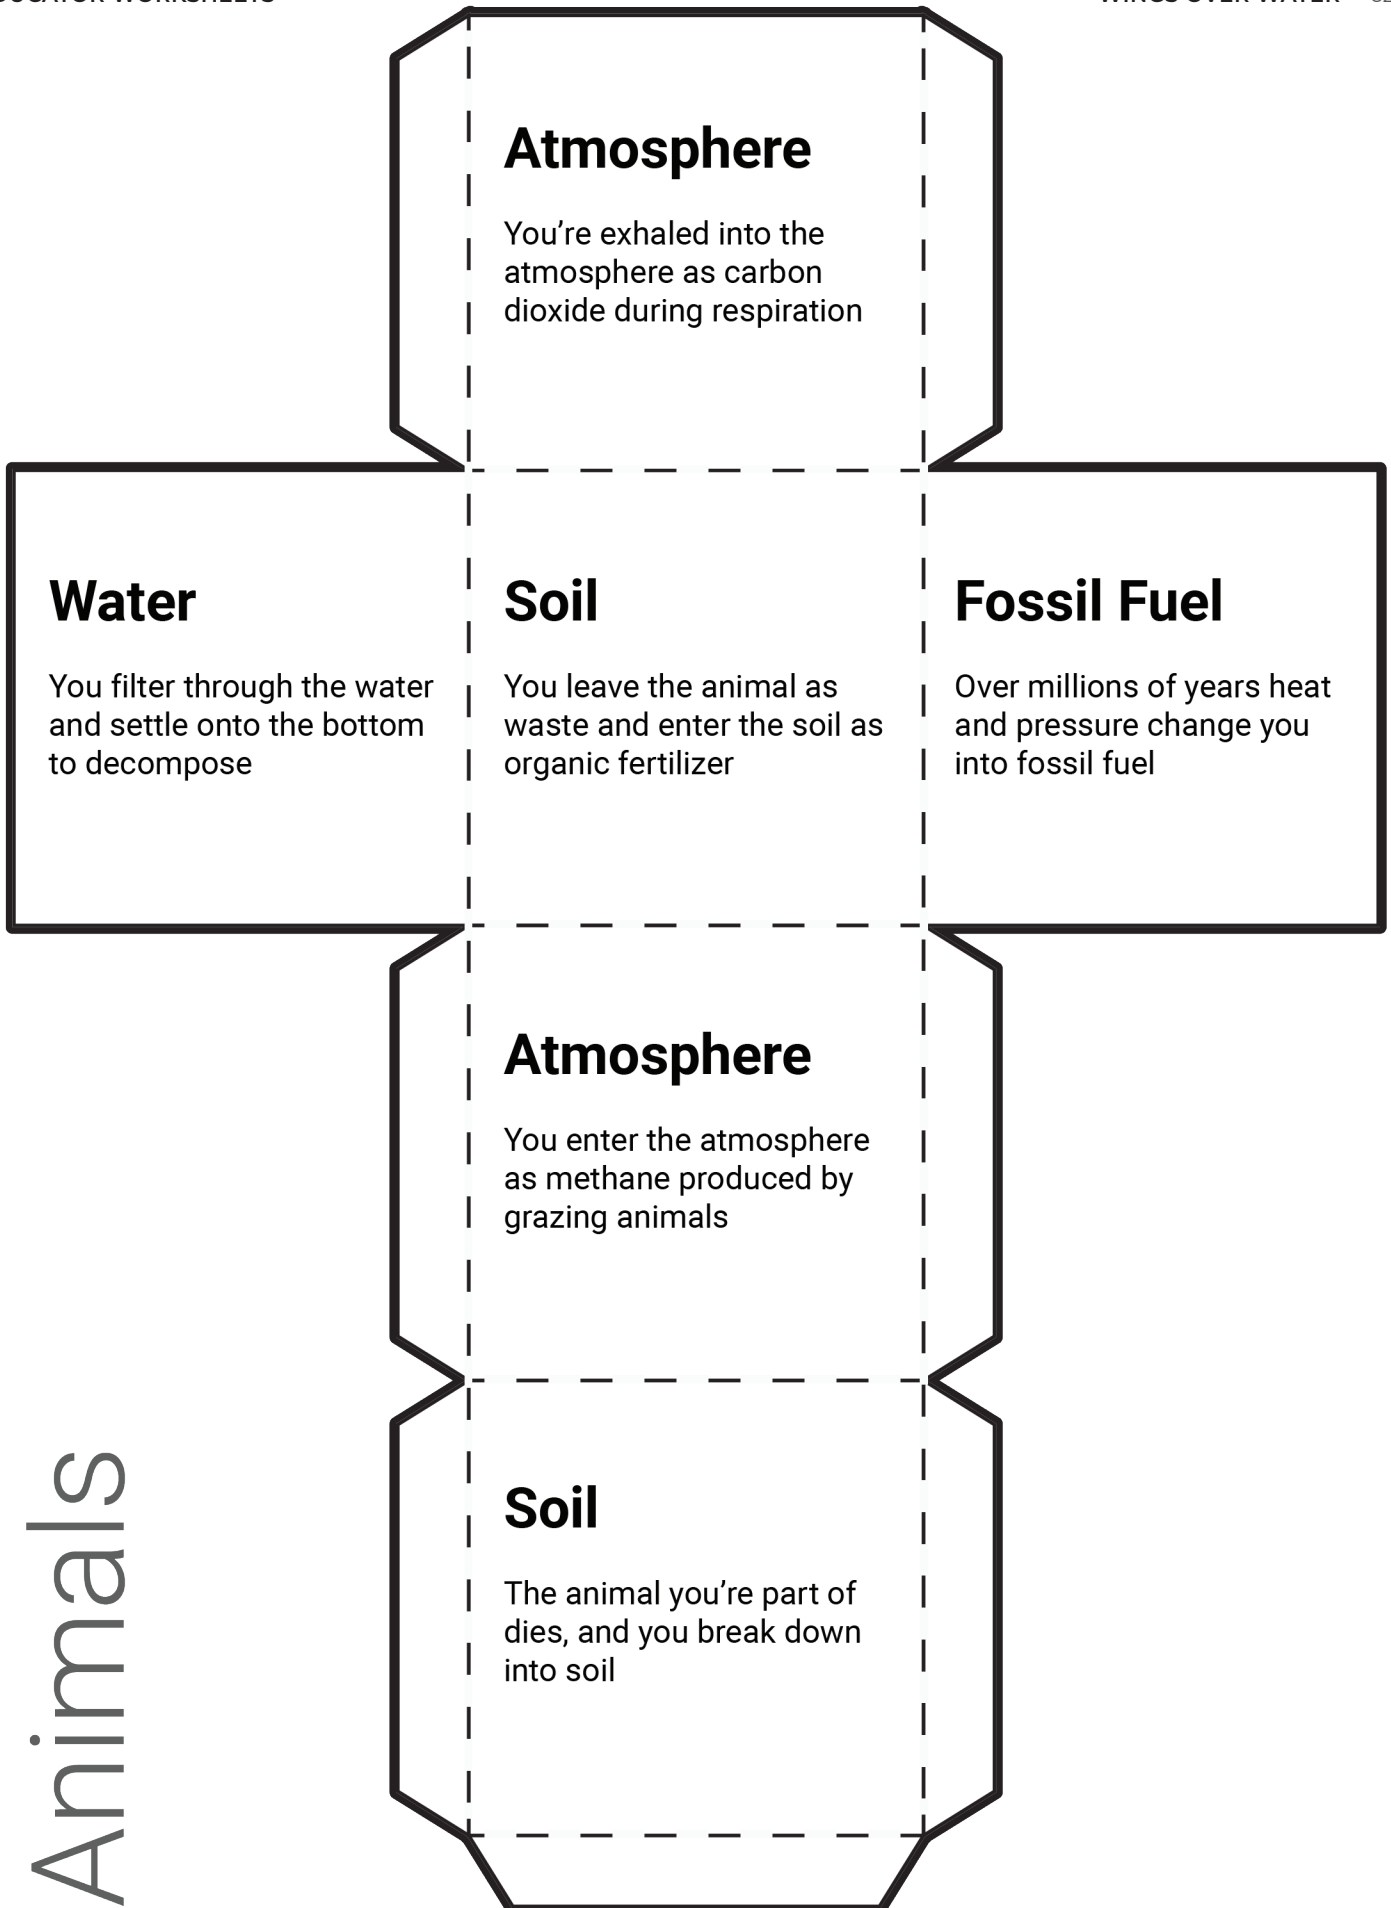 WINGS OVER WATER
Atmosphere
You’re exhaled into the
atmosphere as carbon
dioxide during respiration
Water
You filter through the water
and settle onto the bottom
to decompose
Soil
You leave the animal as
waste and enter the soil as
organic fertilizer
Fossil Fuel
Over millions of years heat
and pressure change you
into fossil fuel
Atmosphere
You enter the atmosphere
as methane produced by
grazing animals
Soil
The animal you’re part of
dies, and you break down
into soil
Animals